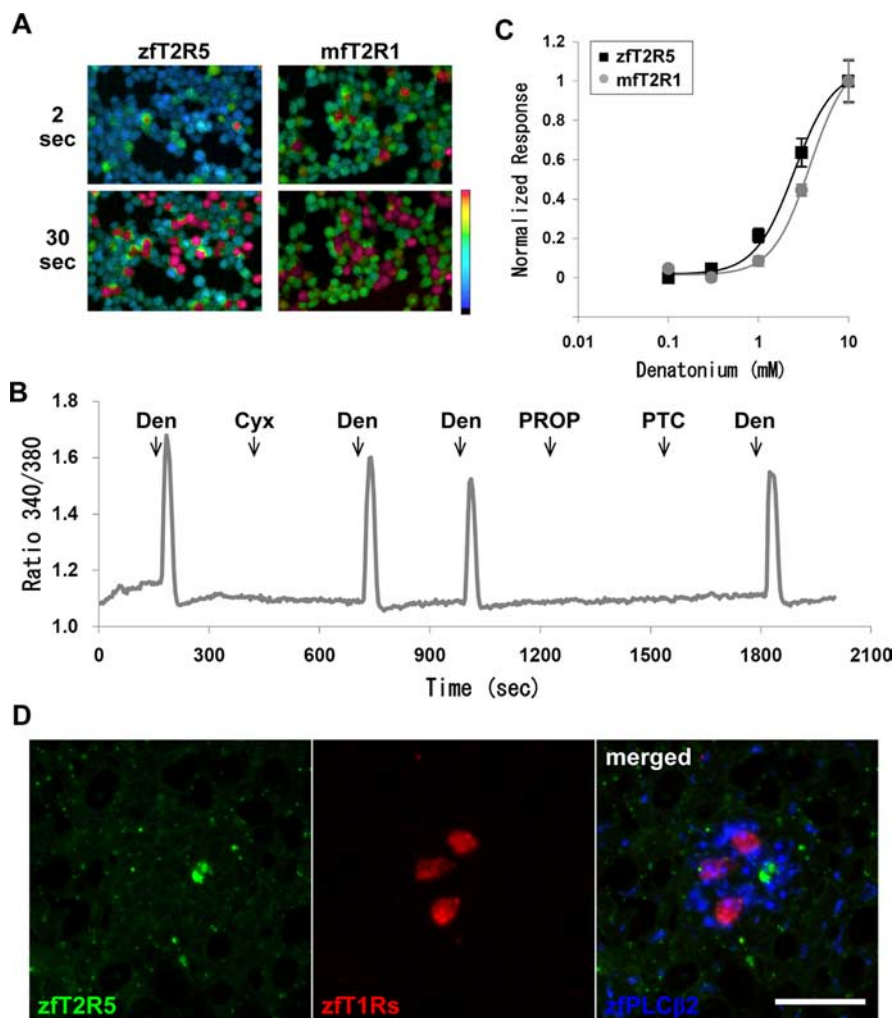 A
zfT2R5 mfT2R1
2
sec
30
sec
C
zfT2R5
mfT2R1
Normalized Response
1.2
1
0.8
0.6
0.4
0.2
0
0.01 0.1 1 10
Denatonium (mM)
B
Ratio 340/380
1.8
1.6
1.4
1.2
1.0
Den Cyx Den Den PROP PTC Den
0 300 600 900 1200 1500 1800 2100
Time (sec)
D
zfT2R5
zfT1Rs
merged
zfPLCβ2